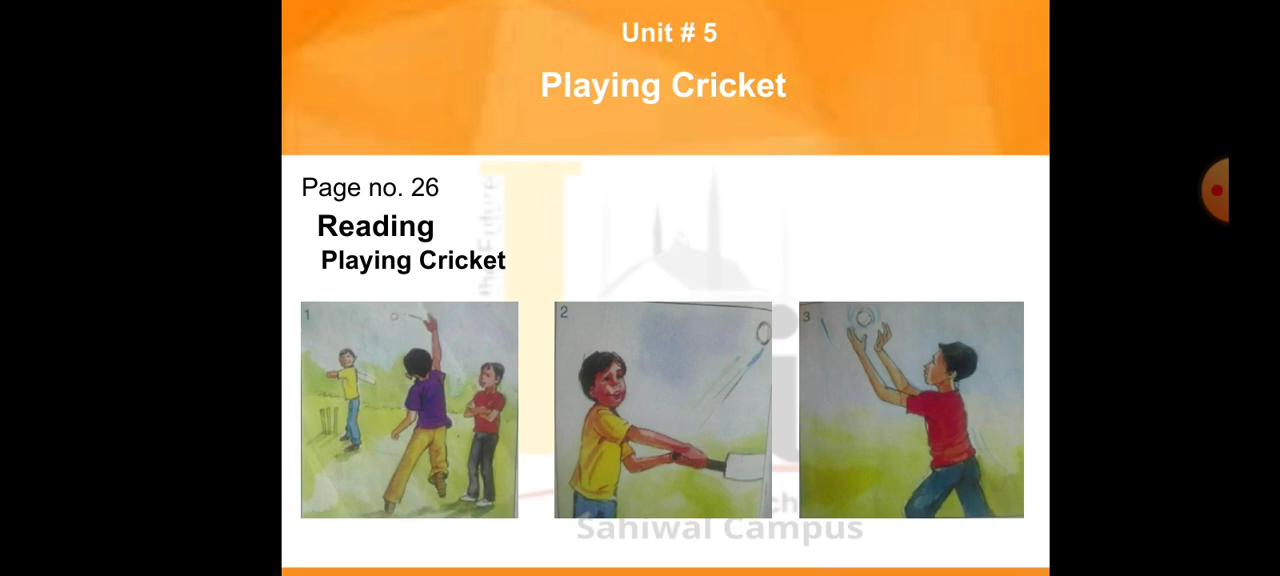 Unit # 5
Playing Cricket
Page no. 26
Reading
Playing Cricket
1
2
3
Sahiwal Campus